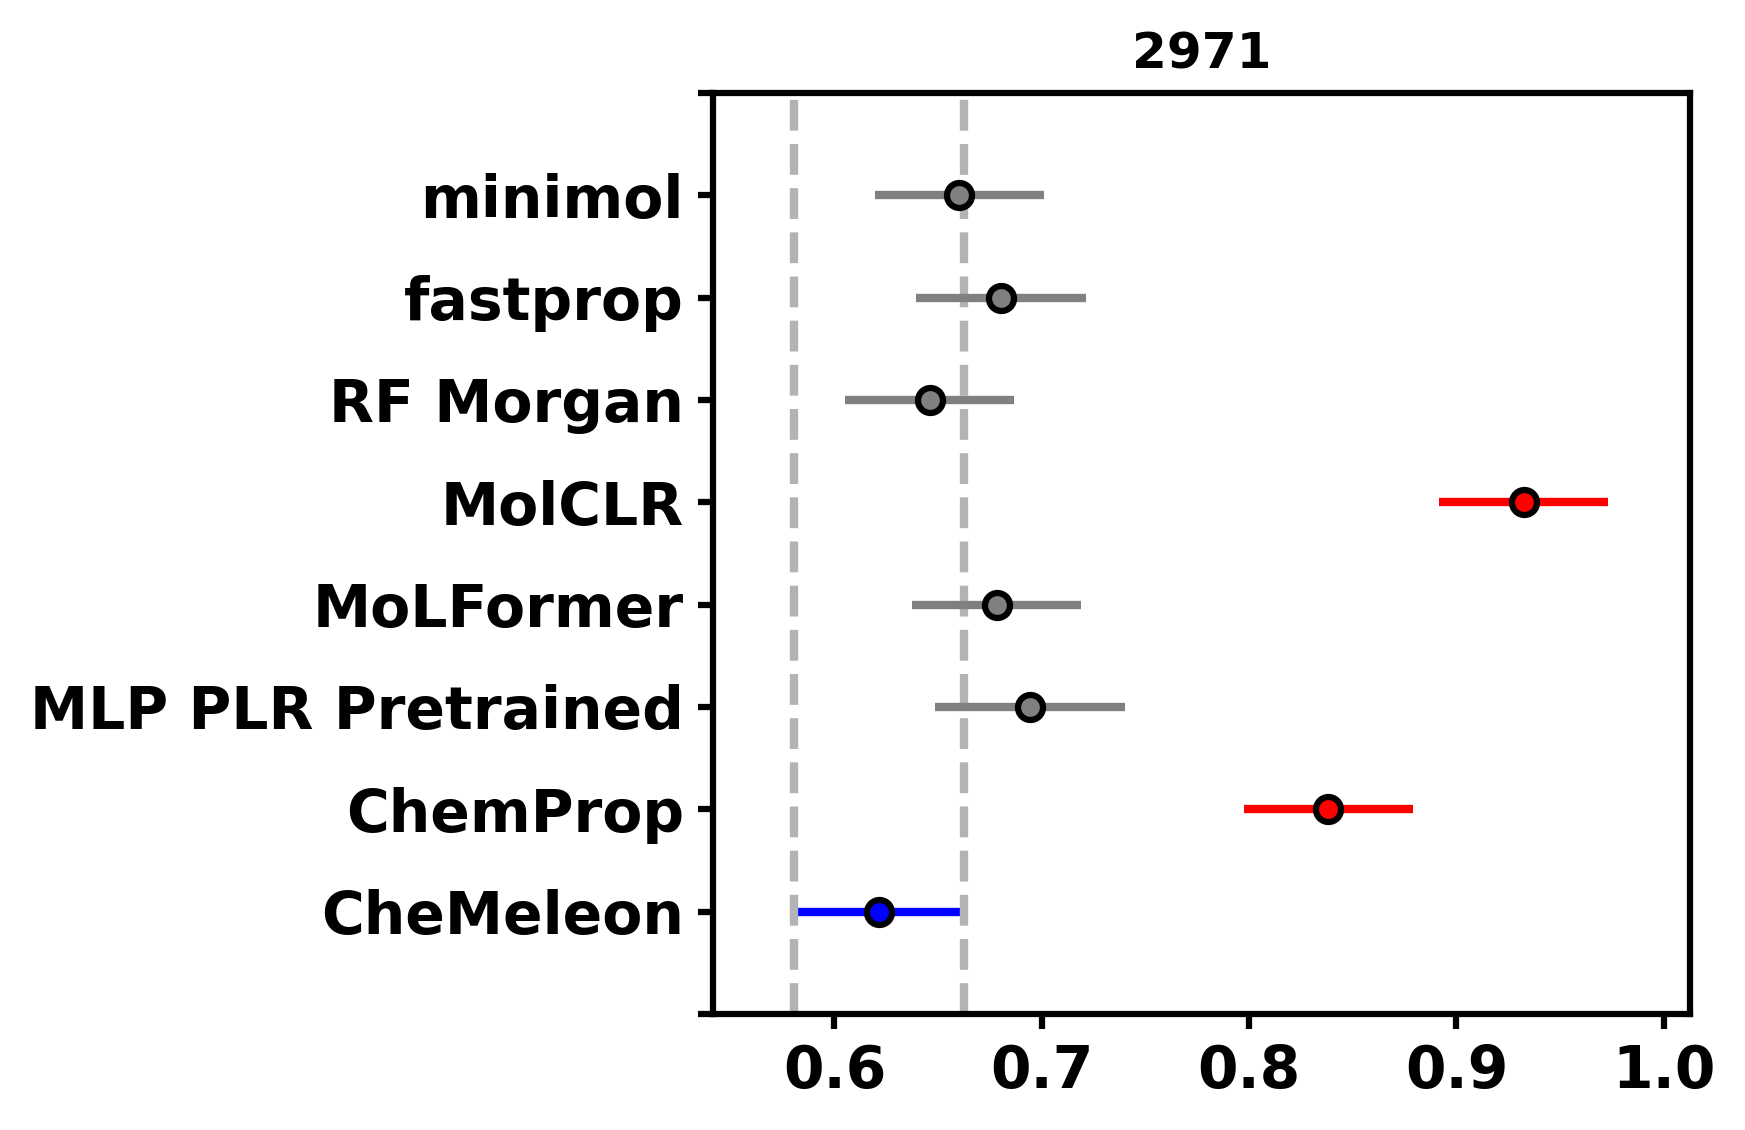 2971
minimol
fastprop
RF Morgan
MolCLR
MoLFormer
MLP PLR Pretrained
ChemProp
CheMeleon
0.6 0.7 0.8 0.9 1.0